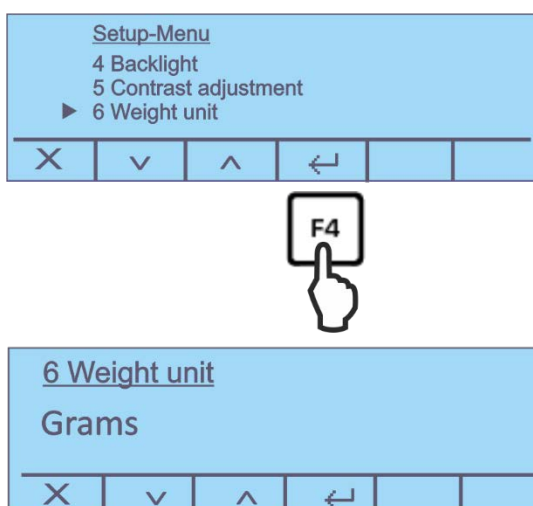 Setup-Menu
4 Backlight
5 Contrast adjustment
6 Weight unit
F4
6 Weight unit
Grams